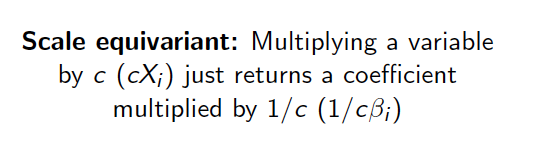 Scale equivariant: Multiplying a variable
by c (cXᵢ) just returns a coefficient
multiplied by 1/c (1/cβᵢ)